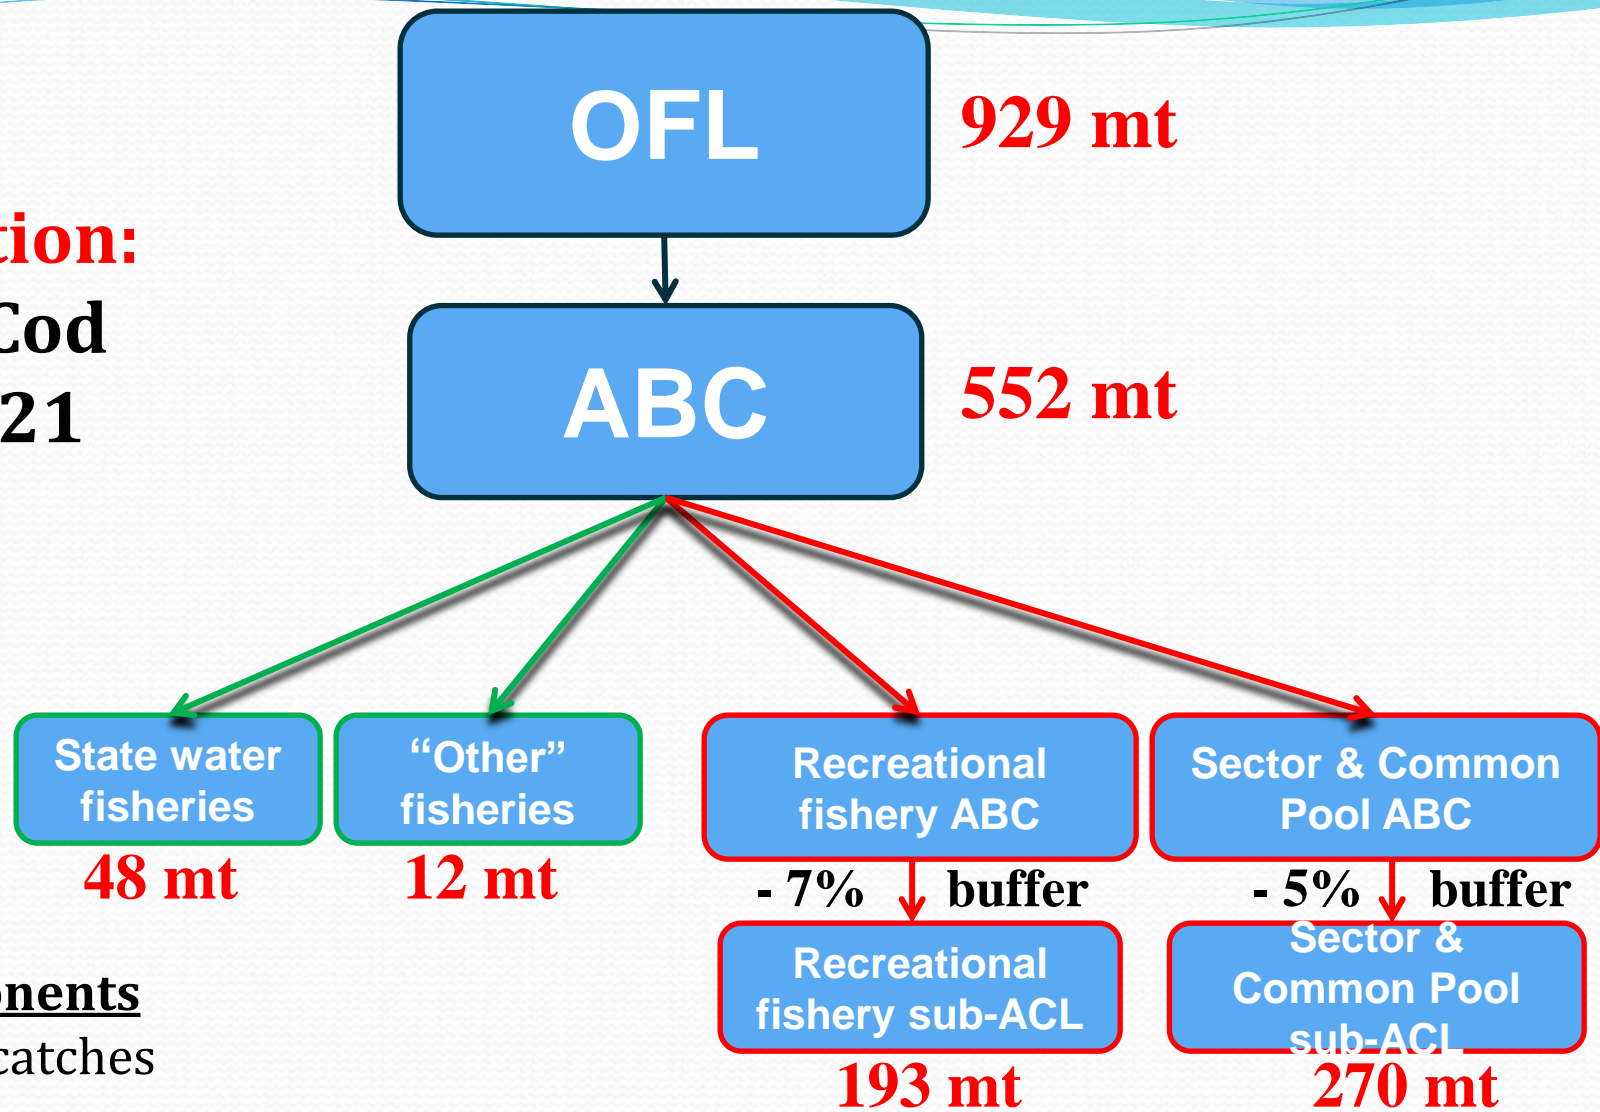 OFL
929 mt
tion:
Cod
21
ABC
552 mt
State water
fisheries
48 mt
“Other”
fisheries
12 mt
Recreational
fishery ABC
- 7% buffer
Recreational
fishery sub-ACL
193 mt
Sector & Common
Pool ABC
- 5% buffer
Sector &
Common Pool
sub-ACL
270 mt
onents
catches